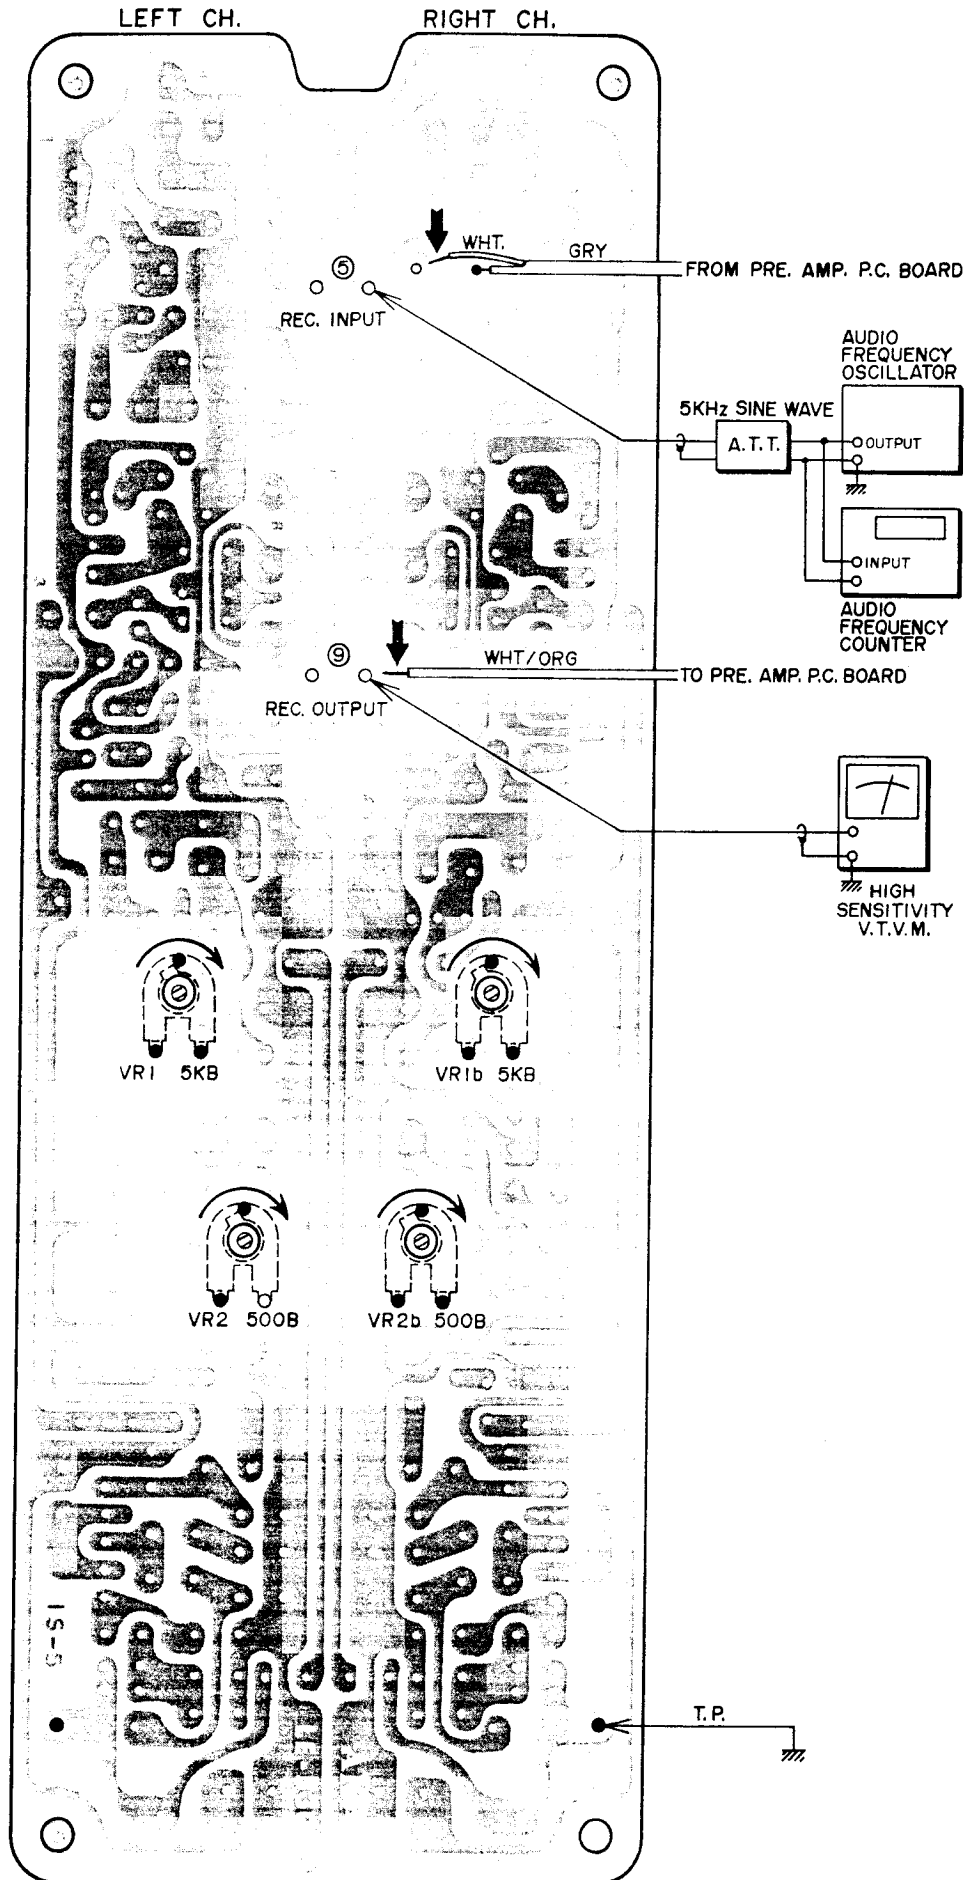 LEFT CH.
RIGHT CH.
WHT.
GRY
FROM PRE. AMP. P.C. BOARD
⑤
REC. INPUT
AUDIO
FREQUENCY
OSCILLATOR
5KHz SINE WAVE
A.T.T.
OUTPUT
INPUT
AUDIO
FREQUENCY
COUNTER
⑨
WHT/ORG
TO PRE. AMP. P.C. BOARD
REC. OUTPUT
HIGH
SENSITIVITY
V.T.V.M.
VR1 5KB
VR1b 5KB
VR2 500B
VR2b 500B
T.P.